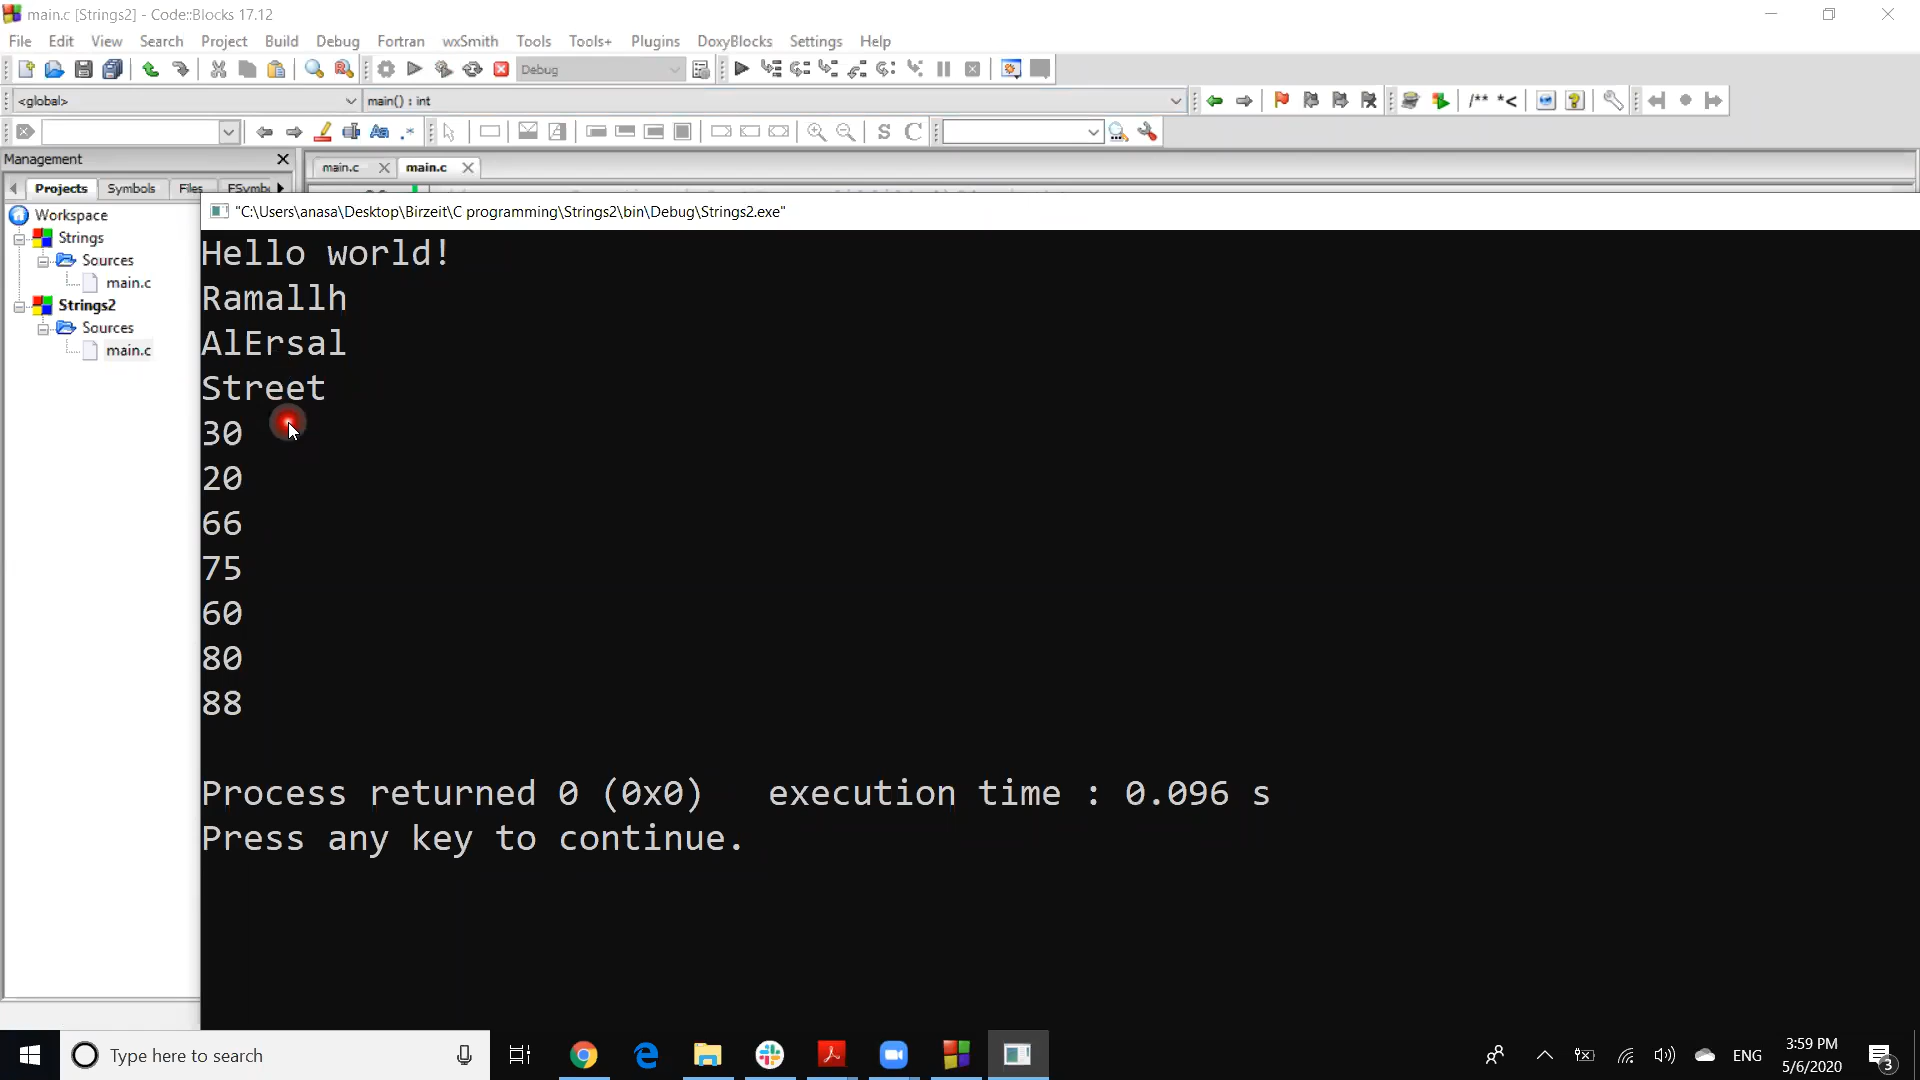 main.c [Strings2] - Code::Blocks 17.12
File Edit View Search Project Build Debug Fortran wxSmith Tools Tools+ Plugins DoxyBlocks Settings Help
Debug
<global> main() : int
/** *<
S C
Management
main.c main.c
Projects Symbols Files
"C:\Users\anasa\Desktop\Birzeit\C programming\Strings2\bin\Debug\Strings2.exe"
Workspace
Strings
Sources
main.c
Strings2
Sources
main.c
Hello world!
Ramallh
AlErsal
Street
30
20
66
75
60
80
88
Process returned 0 (0x0) execution time : 0.096 s
Press any key to continue.
Type here to search
ENG
3:59 PM
5/6/2020
3